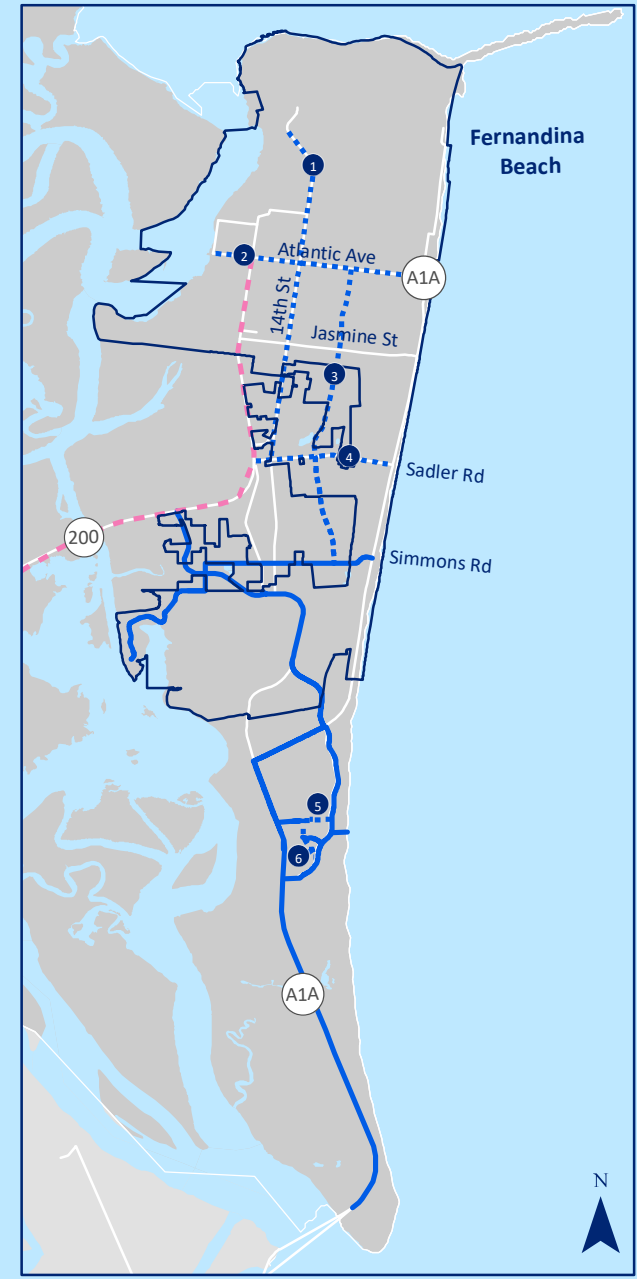 Fernandina
Beach
1
2
Atlantic Ave
A1A
14th St
Jasmine St
3
4
Sadler Rd
200
Simmons Rd
5
6
A1A
N